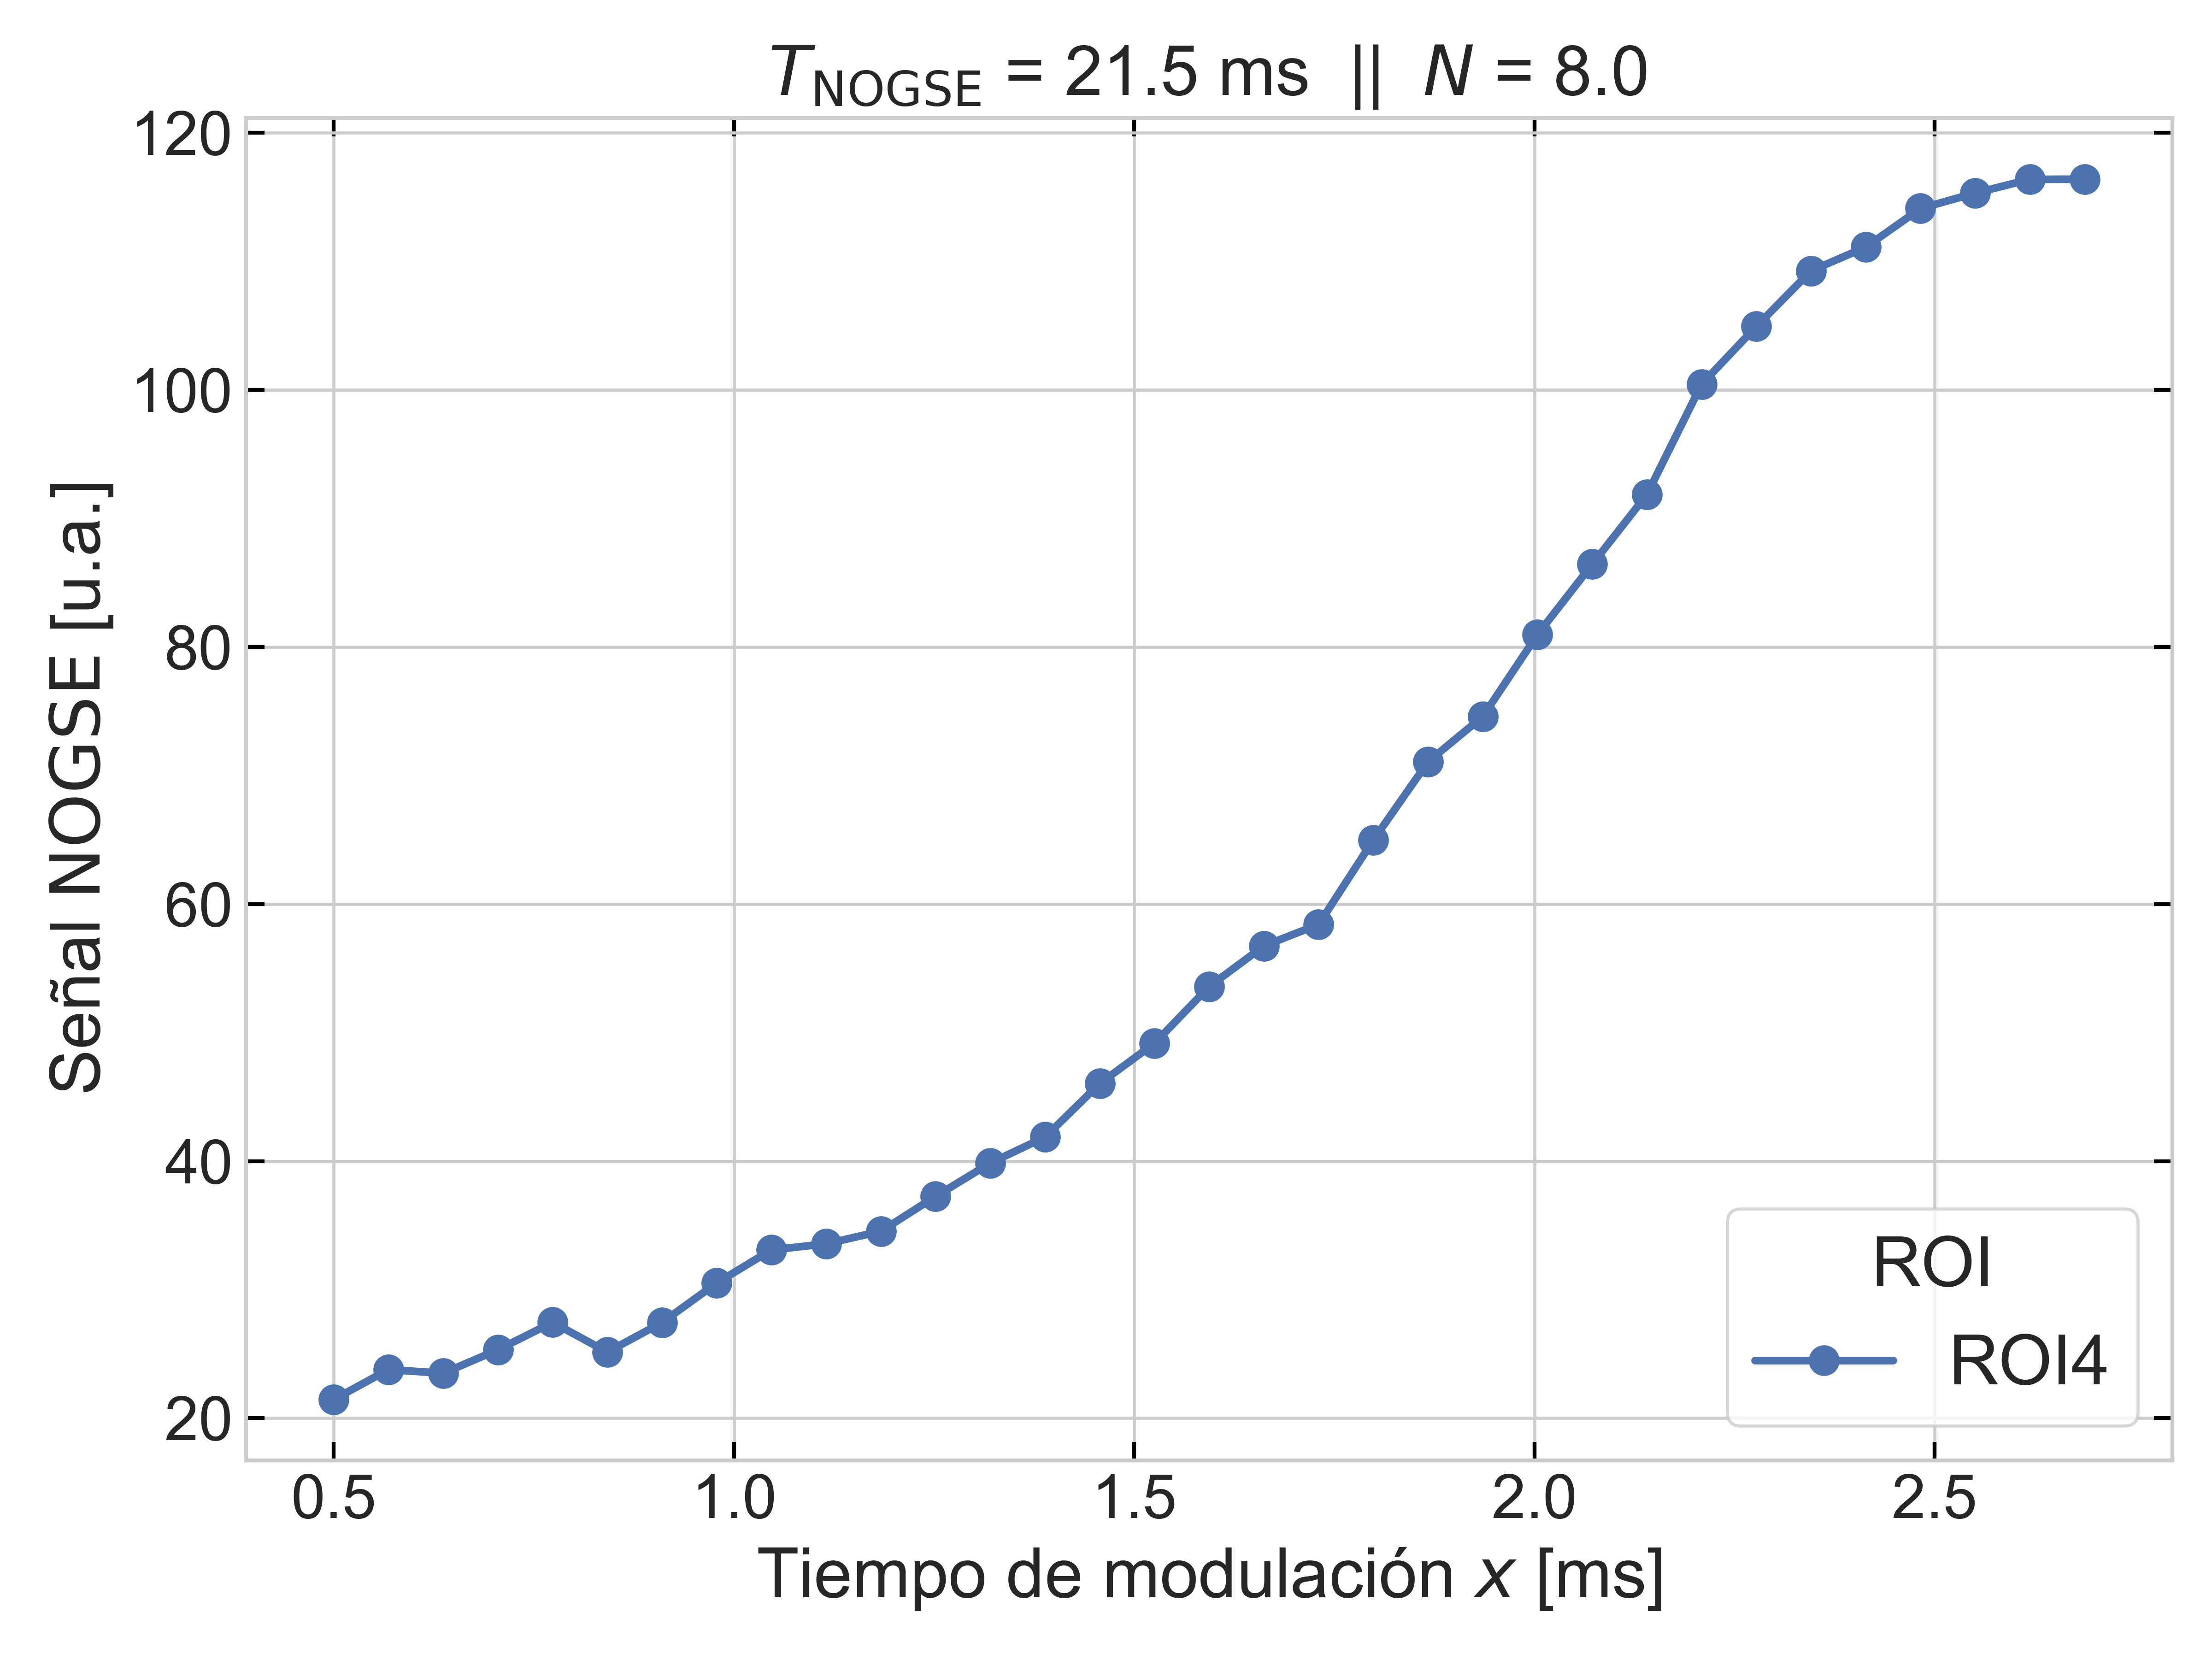 T_NOGSE = 21.5 ms || N = 8.0
Señal NOGSE [u.a.]
120
100
80
60
40
20
ROI
ROI4
0.5 1.0 1.5 2.0 2.5
Tiempo de modulación x [ms]